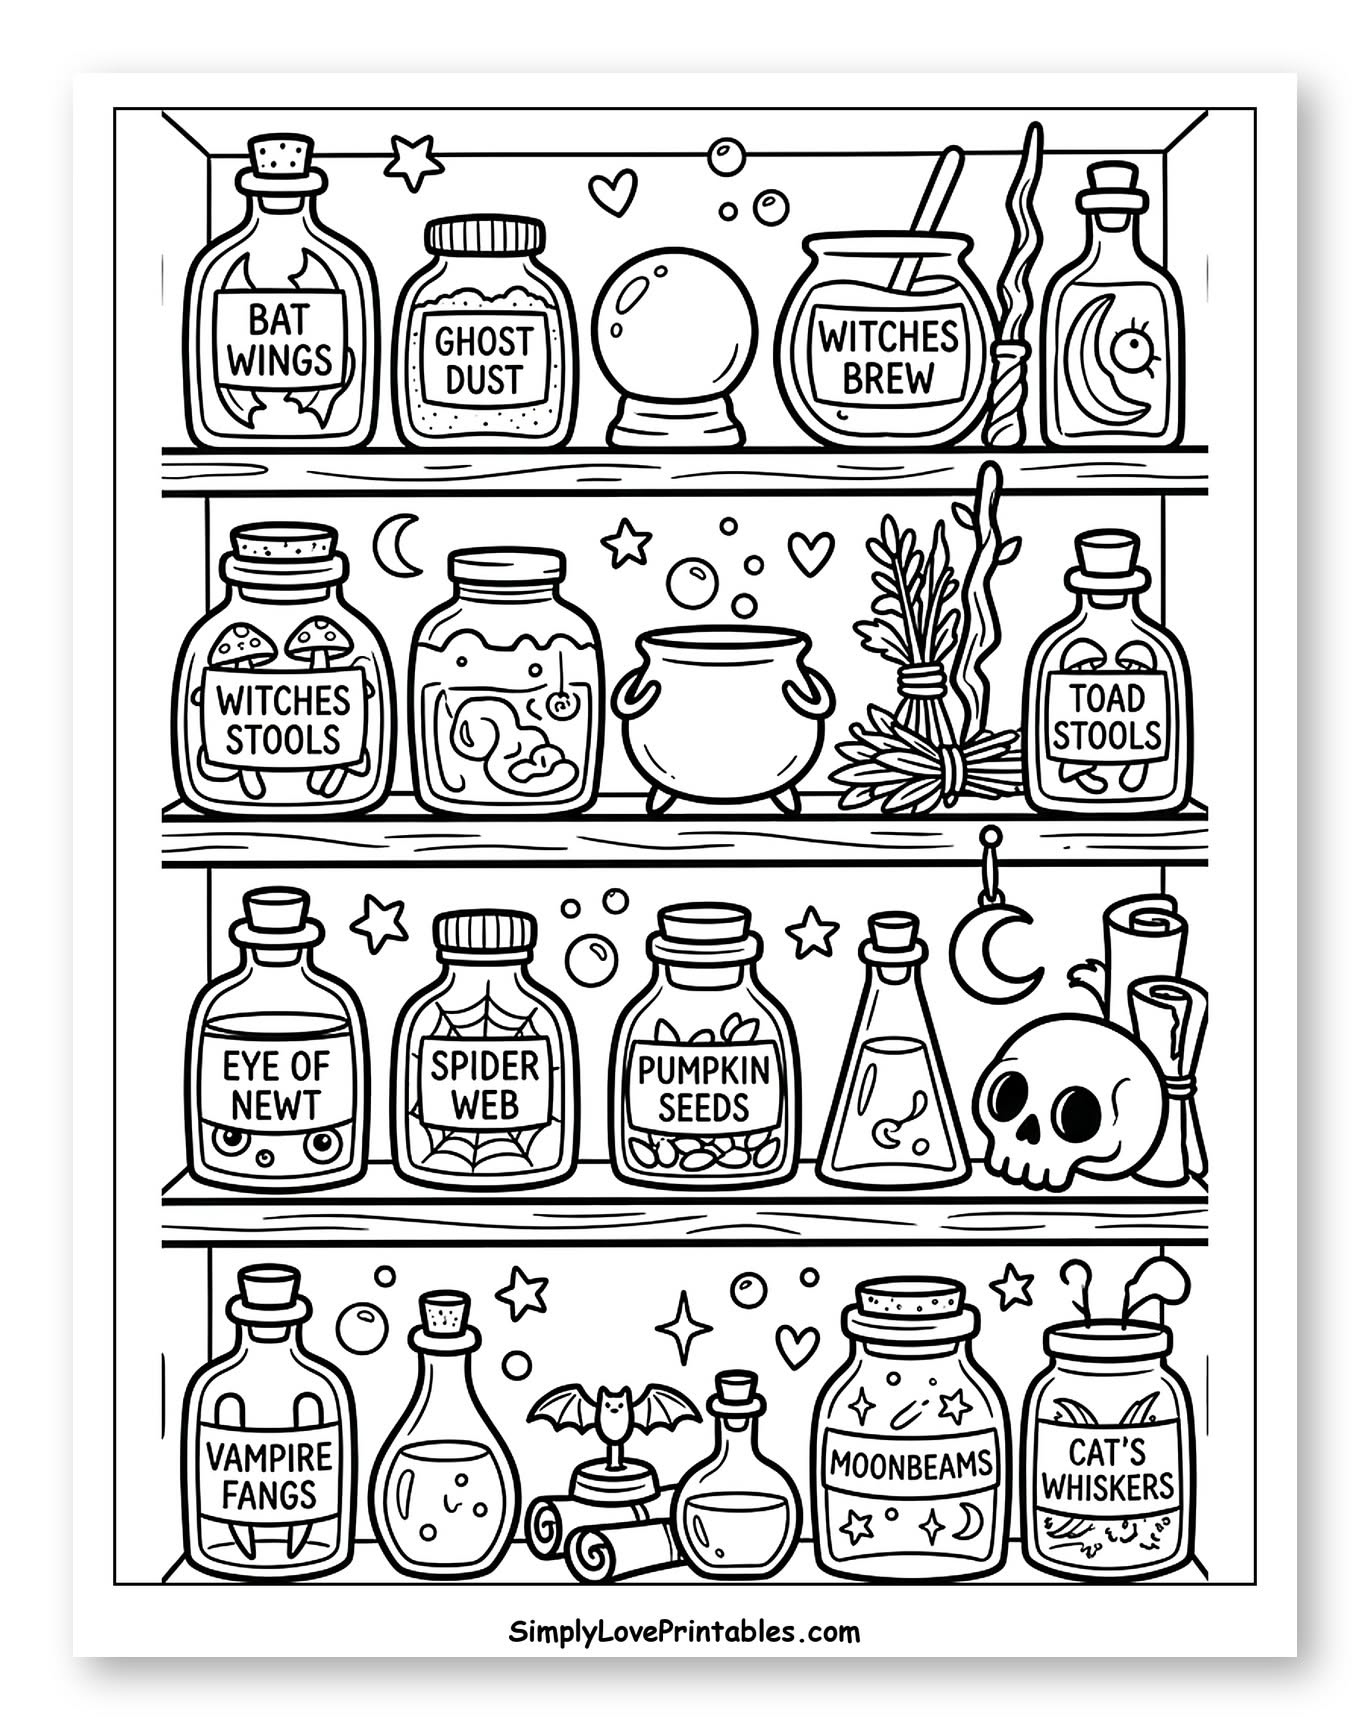 BAT
WINGS
GHOST
DUST
WITCHES
BREW
WITCHES
STOOLS
TOAD
STOOLS
EYE OF
NEWT
SPIDER
WEB
PUMPKIN
SEEDS
VAMPIRE
FANGS
MOONBEAMS
CAT'S
WHISKERS
SimplyLovePrintables.com